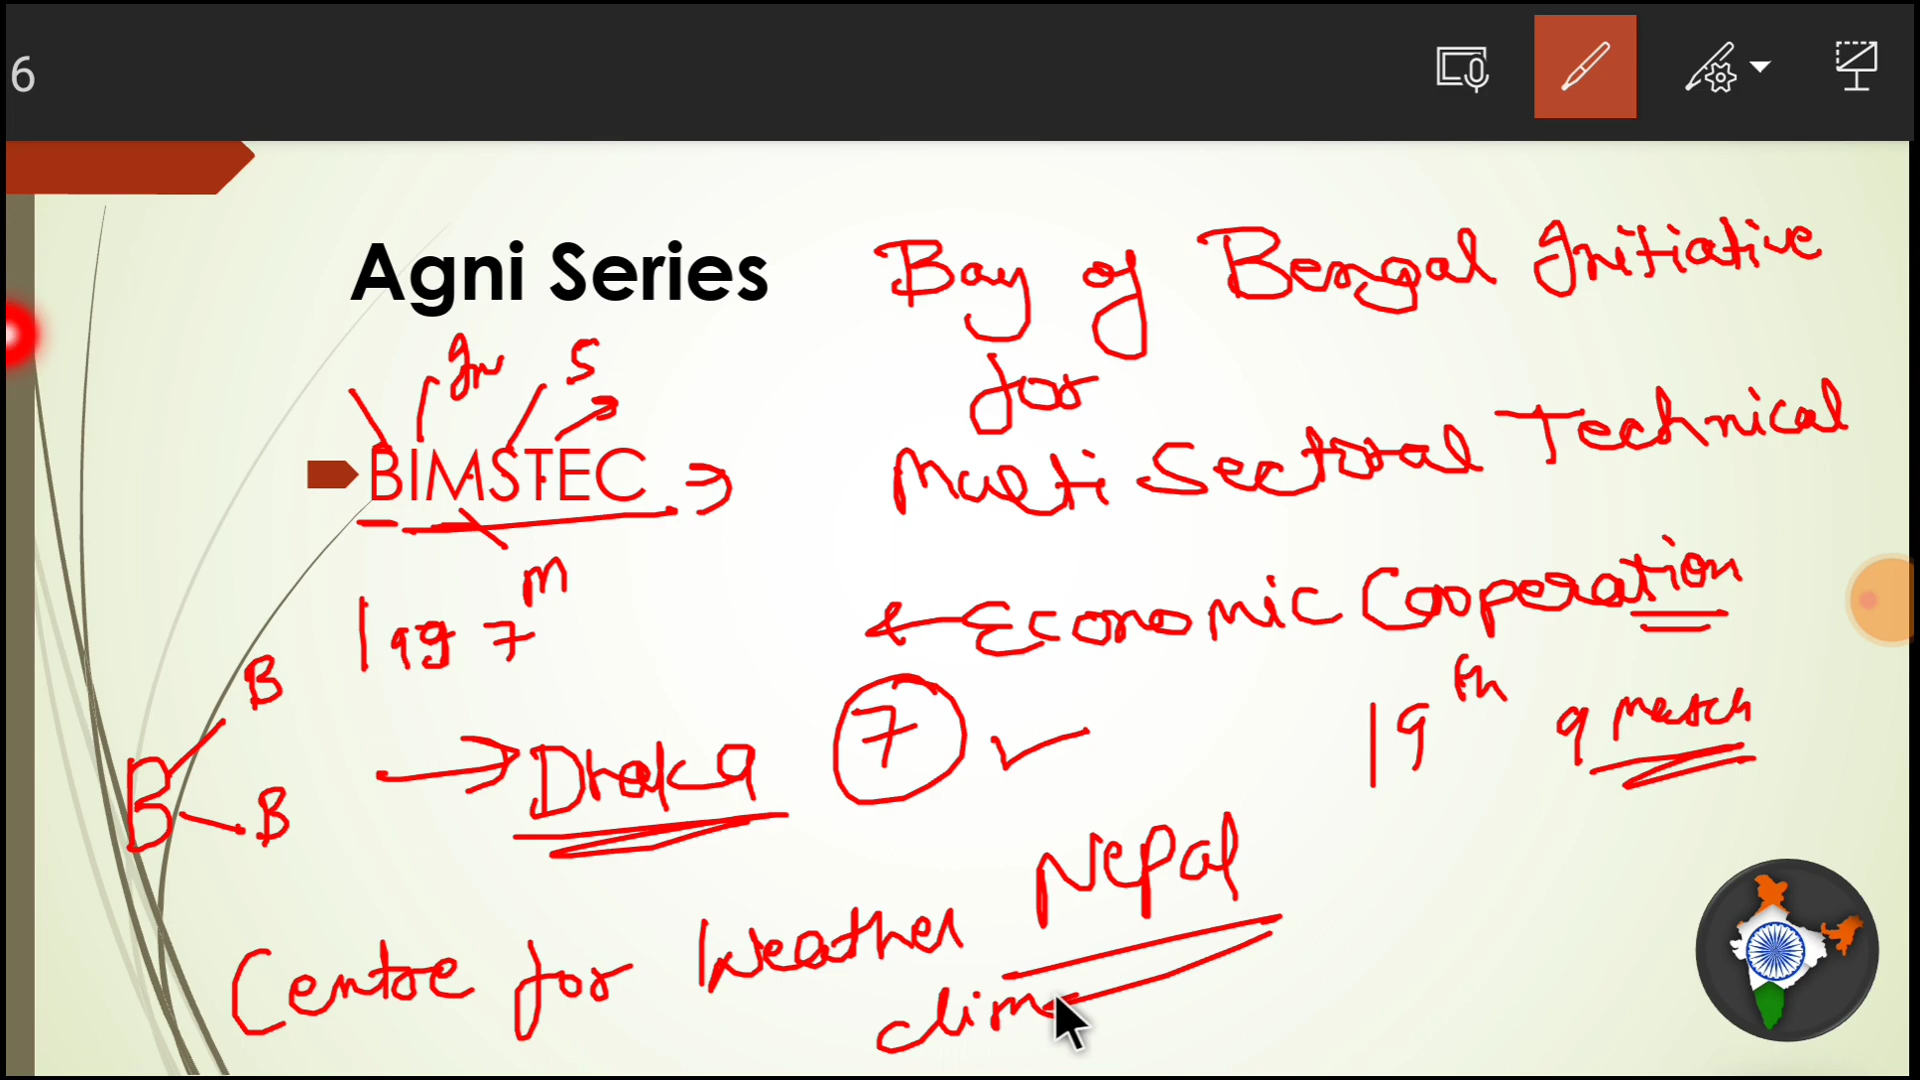 6
Agni Series
Bay of Bengal Initiative
for
In S
BIMSTEC
Multi Sectoral Technical
m
Economic Cooperation
1997
B
B
B
Dhaka
7
19th 9 March
Nepal
Centre for Weather
clim